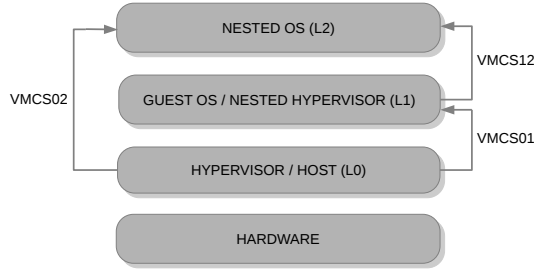 NESTED OS (L2)
VMCS12
GUEST OS / NESTED HYPERVISOR (L1)
VMCS02
VMCS01
HYPERVISOR / HOST (L0)
HARDWARE